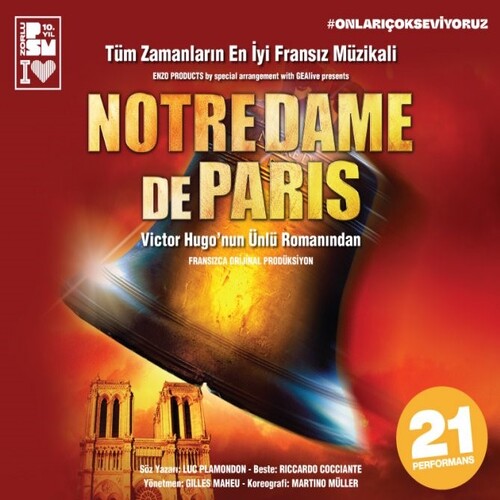 ZORLU PSM 10.YIL
I
#ONLARIÇOKSEVİYORUZ
Tüm Zamanların En İyi Fransız Müzikali
ENZO PRODUCTS by special arrangement with GEAlive presents
NOTRE DAME
DE PARIS
Victor Hugo'nun Ünlü Romanından
FRANSIZCA ORİJİNAL PRODÜKSİYON
21
PERFORMANS
Söz Yazarı: LUC PLAMONDON - Beste: RICCARDO COCCIANTE
Yönetmen: GILLES MAHEU - Koreografi: MARTINO MÜLLER